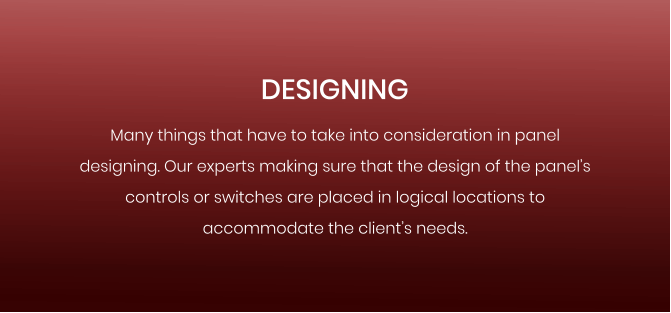 DESIGNING
Many things that have to take into consideration in panel
designing. Our experts making sure that the design of the panel's
controls or switches are placed in logical locations to
accommodate the client's needs.